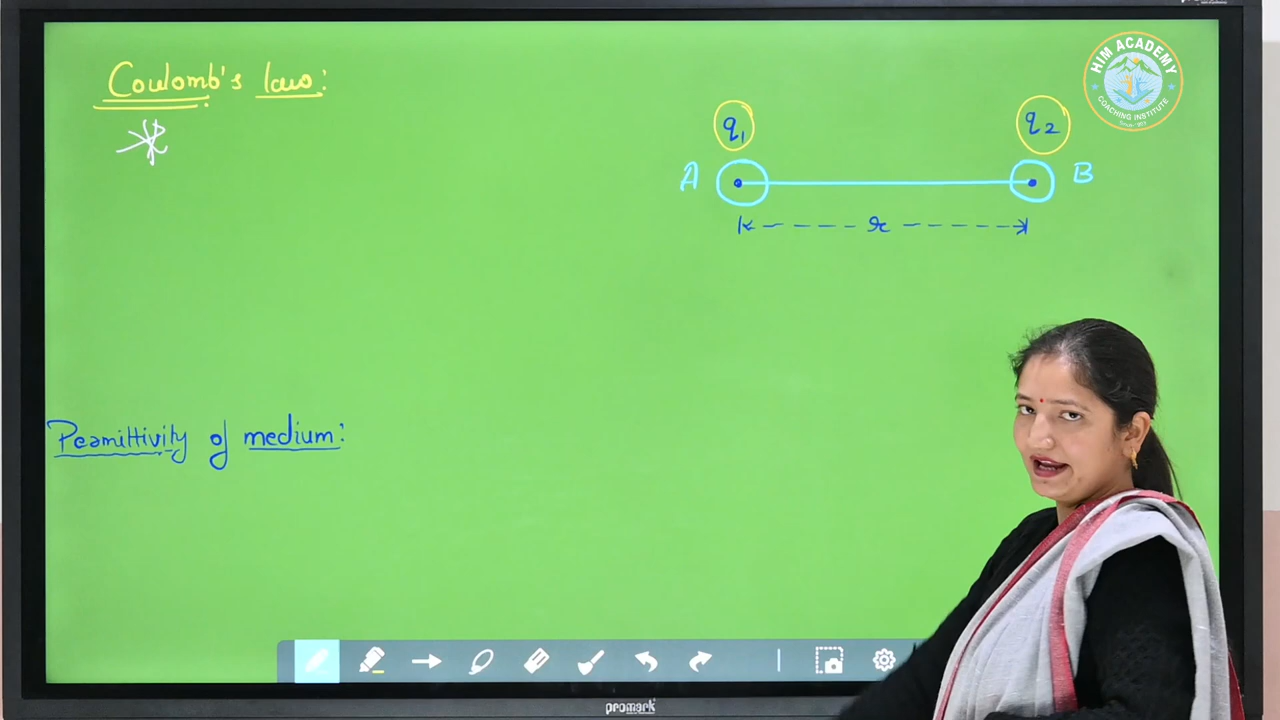 Coulomb's law:
q₁
q₂
A
B
r
Permittivity of medium:
HIM ACADEMY
COACHING INSTITUTE
promark